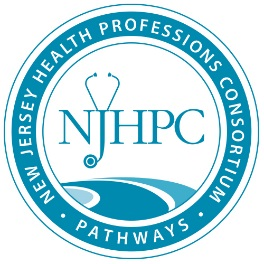 NEW JERSEY HEALTH PROFESSIONS CONSORTIUM
NJHPC
• PATHWAYS •